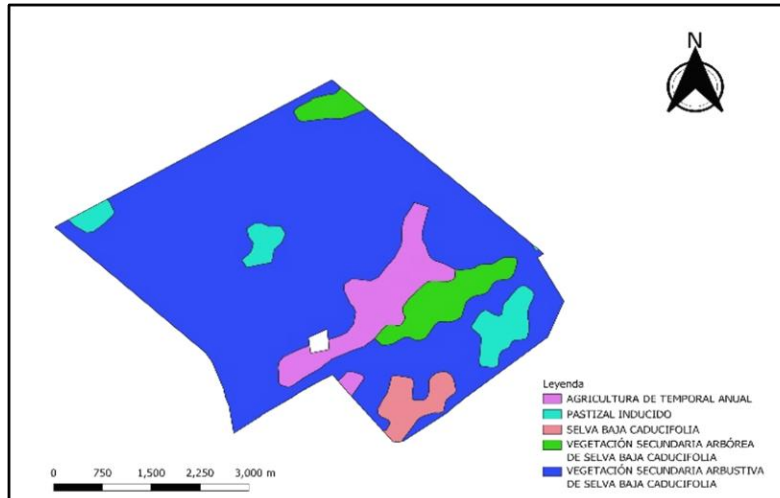 N
Leyenda
AGRICULTURA DE TEMPORAL ANUAL
PASTIZAL INDUCIDO
SELVA BAJA CADUCIFOLIA
VEGETACIÓN SECUNDARIA ARBÓREA
DE SELVA BAJA CADUCIFOLIA
VEGETACIÓN SECUNDARIA ARBUSTIVA
DE SELVA BAJA CADUCIFOLIA
0 750 1,500 2,250 3,000 m